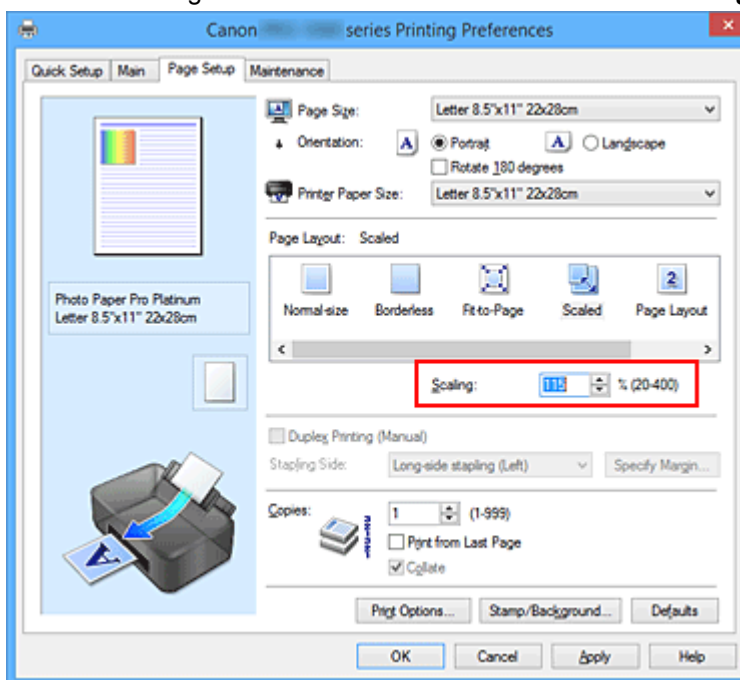 Canon series Printing Preferences
Quick Setup Main Page Setup Maintenance
Page Size: Letter 8.5"x11" 22x28cm
Orientation: A Portrait A Landscape
Rotate 180 degrees
Printer Paper Size: Letter 8.5"x11" 22x28cm
Page Layout: Scaled
2
Normal-size Borderless Fit-to-Page Scaled Page Layout
Photo Paper Pro Platinum
Letter 8.5"x11" 22x28cm
Scaling: 115 % (20-400)
Duplex Printing (Manual)
Stapling Side: Long-side stapling (Left) Specify Margin...
Copies: 1 (1-999)
Print from Last Page
Collate
A
Print Options... Stamp/Background... Defaults
OK Cancel Apply Help